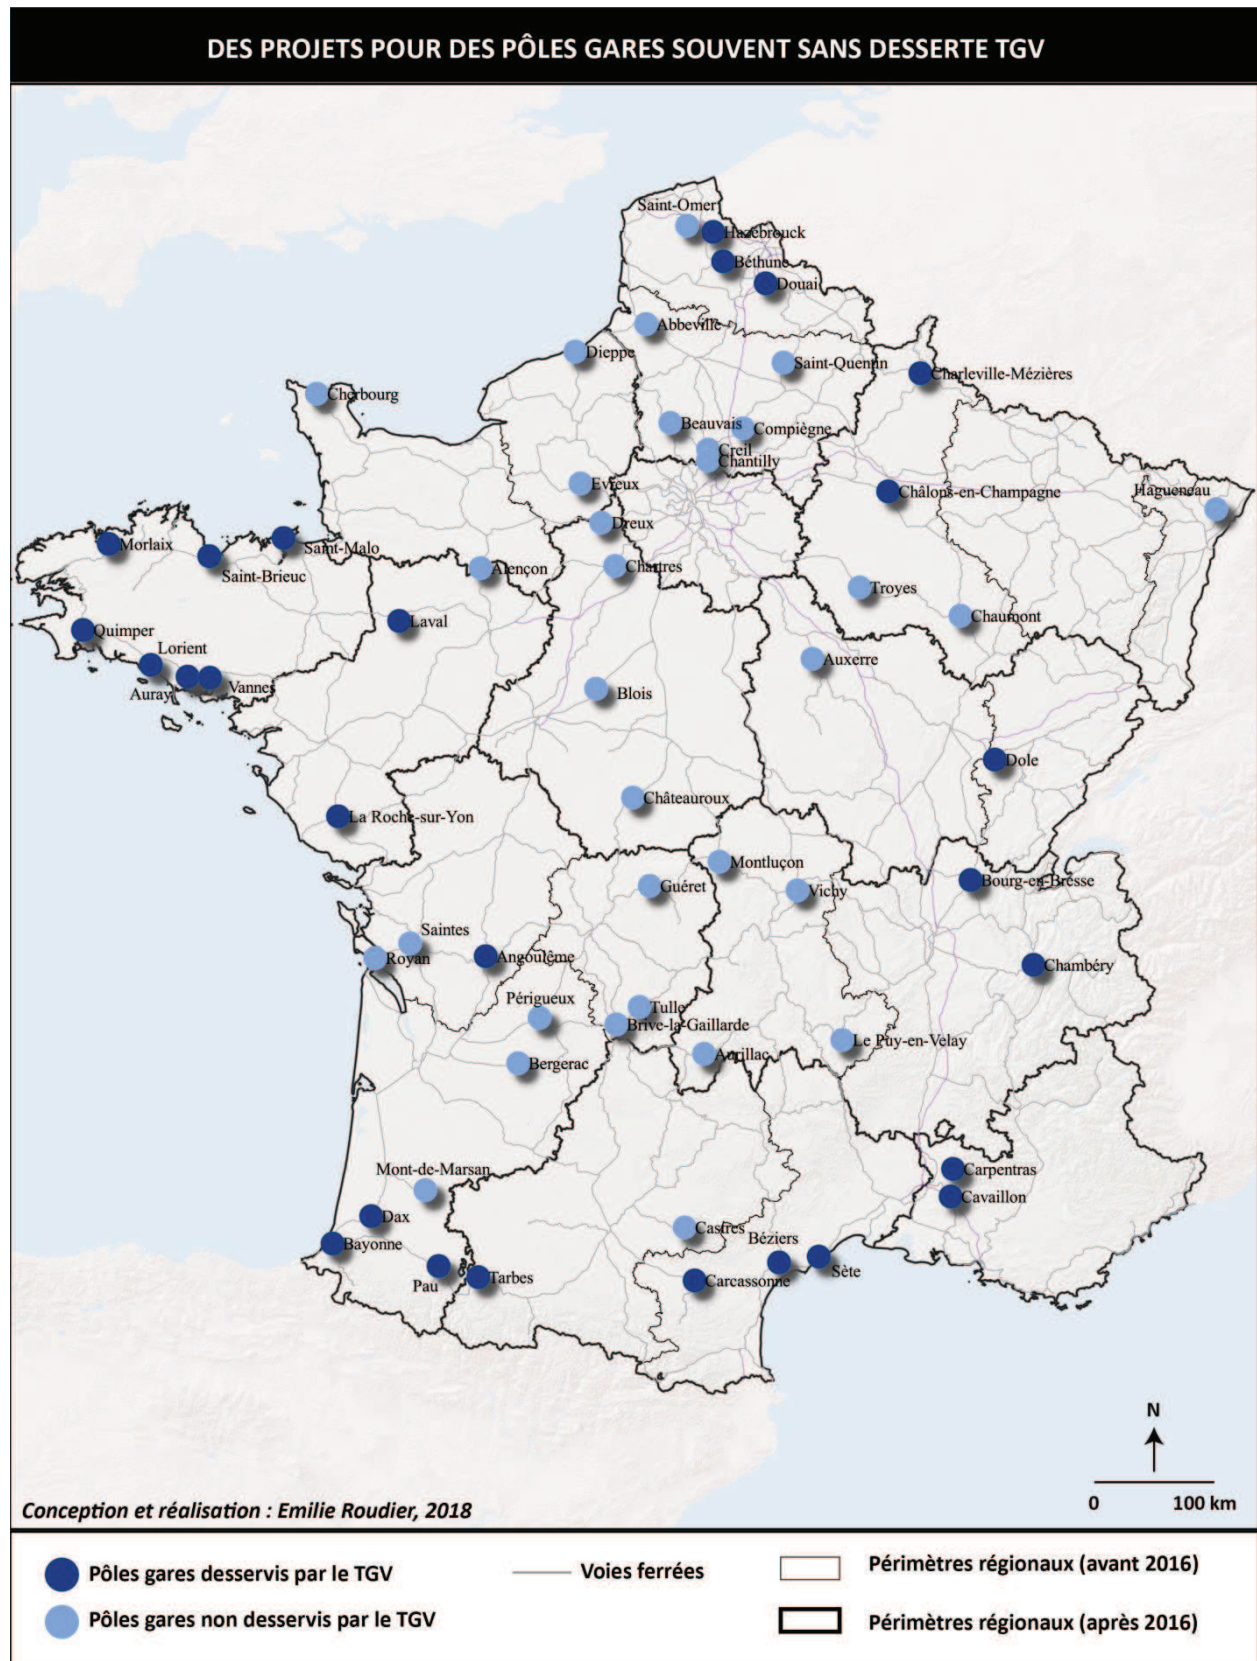 DES PROJETS POUR DES PÔLES GARES SOUVENT SANS DESSERTE TGV
Saint-Omer
Hazebrouck
Béthune
Douai
Abbeville
Dieppe
Saint-Quentin
Charleville-Mézières
Cherbourg
Beauvais
Compiègne
Creil
Chantilly
Evreux
Châlons-en-Champagne
Hagueneau
Dreux
Morlaix
Saint-Malo
Saint-Brieuc
Alençon
Chartres
Troyes
Chaumont
Laval
Quimper
Lorient
Auray
Vannes
Auxerre
Blois
Dole
Châteauroux
La Roche-sur-Yon
Montluçon
Guéret
Vichy
Bourg-en-Bresse
Saintes
Royan
Angoulême
Chambéry
Périgueux
Tulle
Brive-la-Gaillarde
Le Puy-en-Velay
Aurillac
Bergerac
Mont-de-Marsan
Carpentras
Cavaillon
Dax
Castres
Béziers
Bayonne
Sète
Pau
Tarbes
Carcassonne
N
0 100 km
Conception et réalisation : Emilie Roudier, 2018
Pôles gares desservis par le TGV
Voies ferrées
Périmètres régionaux (avant 2016)
Pôles gares non desservis par le TGV
Périmètres régionaux (après 2016)